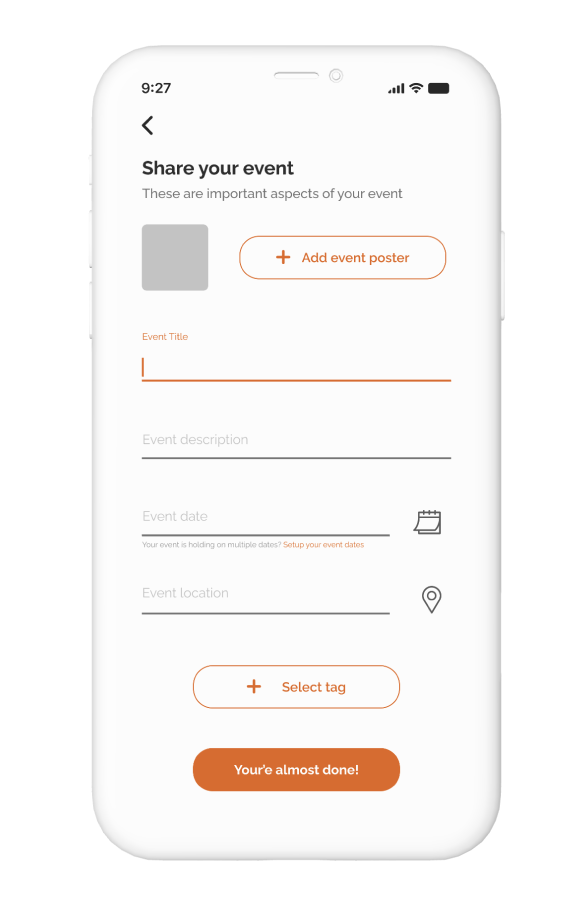 9:27
Share your event
These are important aspects of your event
+ Add event poster
Event Title
Event description
Event date
Your event is holding on multiple dates? Setup your event dates
Event location
+ Select tag
Your'e almost done!